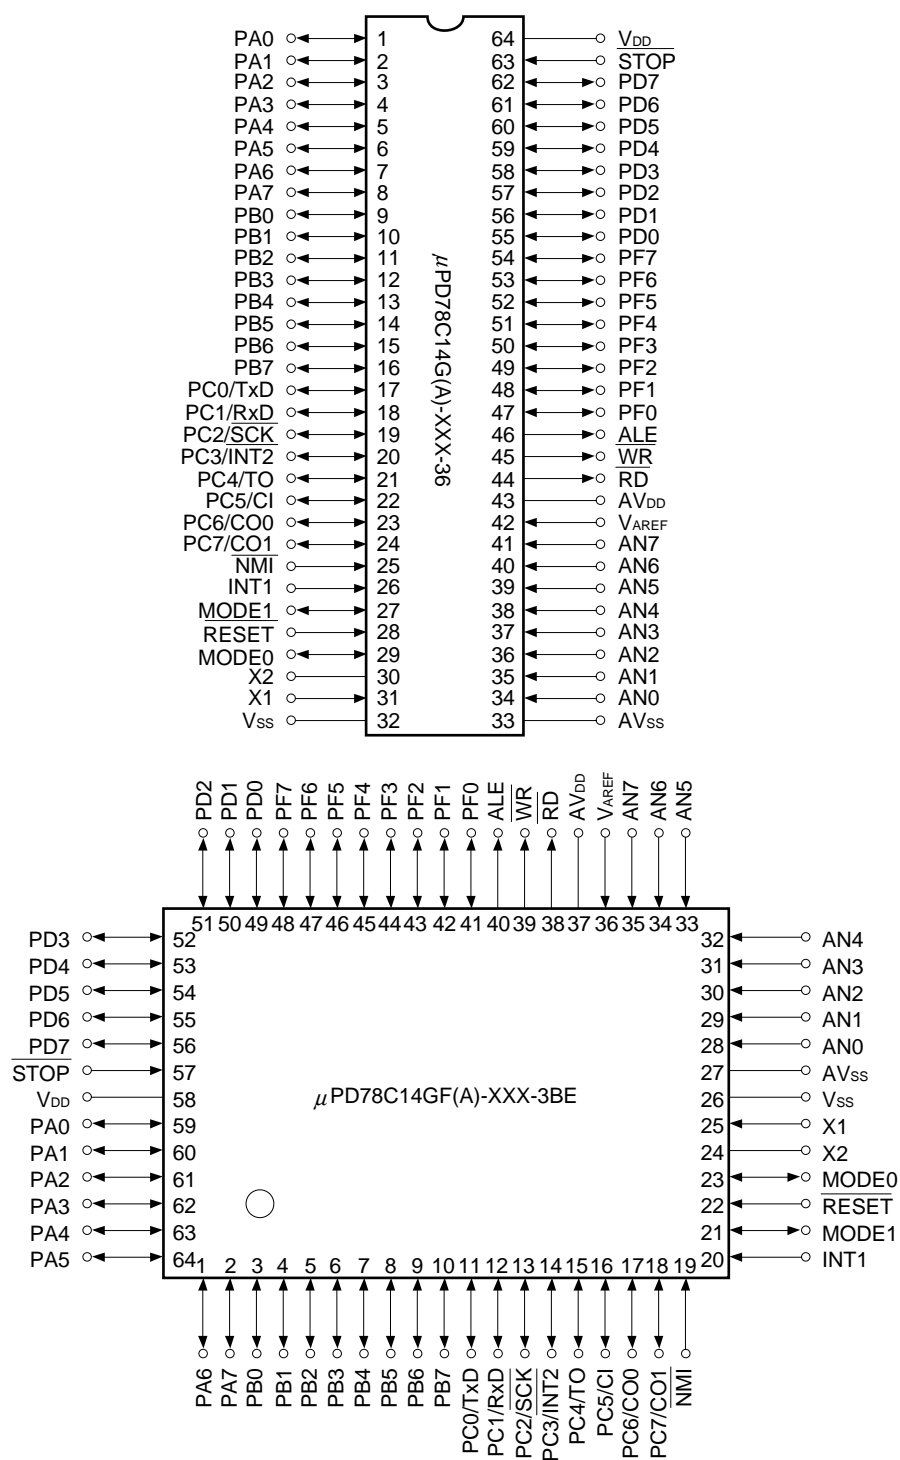 PA0 1 64 VDD
PA1 2 63 STOP
PA2 3 62 PD7
PA3 4 61 PD6
PA4 5 60 PD5
PA5 6 59 PD4
PA6 7 58 PD3
PA7 8 57 PD2
PB0 9 56 PD1
PB1 10 55 PD0
PB2 11 54 PF7
PB3 12 53 PF6
PB4 13 52 PF5
PB5 14 51 PF4
PB6 15 50 PF3
PB7 16 49 PF2
PC0/TxD 17 48 PF1
PC1/RxD 18 47 PF0
PC2/SCK 19 46 ALE
PC3/INT2 20 45 WR
PC4/TO 21 44 RD
PC5/CI 22 43 AVDD
PC6/CO0 23 42 VAREF
PC7/CO1 24 41 AN7
NMI 25 40 AN6
INT1 26 39 AN5
MODE1 27 38 AN4
RESET 28 37 AN3
MODE0 29 36 AN2
X2 30 35 AN1
X1 31 34 AN0
VSS 32 33 AVSS
μPD78C14G(A)-XXX-36
PD2 PD1 PD0 PF7 PF6 PF5 PF4 PF3 PF2 PF1 PF0 ALE WR RD AVDD VAREF AN7 AN6 AN5
51 50 49 48 47 46 45 44 43 42 41 40 39 38 37 36 35 34 33
PD3 52 32 AN4
PD4 53 31 AN3
PD5 54 30 AN2
PD6 55 29 AN1
PD7 56 28 AN0
STOP 57 27 AVSS
VDD 58 26 VSS
μPD78C14GF(A)-XXX-3BE
PA0 59 25 X1
PA1 60 24 X2
PA2 61 23 MODE0
PA3 62 22 RESET
PA4 63 21 MODE1
PA5 64 20 INT1
1 2 3 4 5 6 7 8 9 10 11 12 13 14 15 16 17 18 19
PA6 PA7 PB0 PB1 PB2 PB3 PB4 PB5 PB6 PB7 PC0/TxD PC1/RxD PC2/SCK PC3/INT2 PC4/TO PC5/CI PC6/CO0 PC7/CO1 NMI